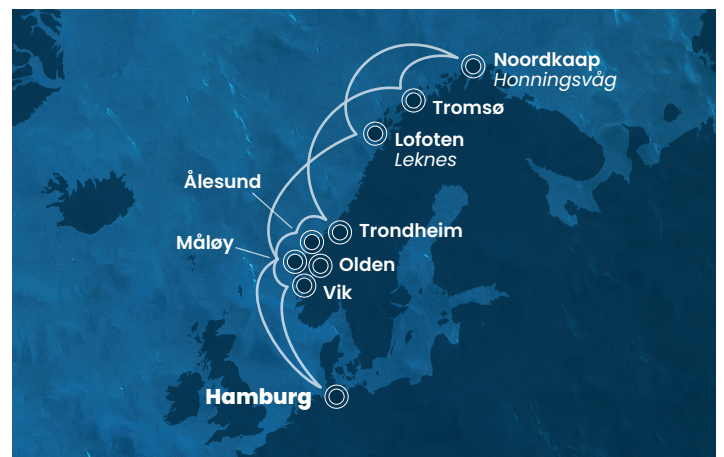 Noordkaap
Honningsvåg
Tromsø
Lofoten
Leknes
Ålesund
Trondheim
Måløy
Olden
Vik
Hamburg